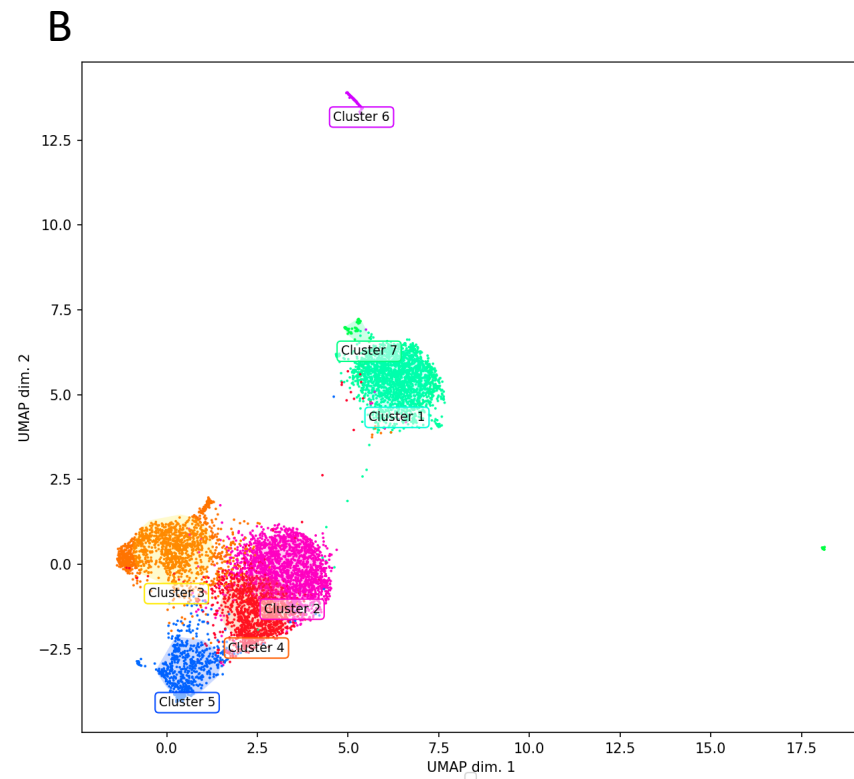 B
Cluster 6
12.5
10.0
7.5
Cluster 7
5.0
Cluster 1
2.5
0.0
Cluster 3
Cluster 2
−2.5
Cluster 4
Cluster 5
UMAP dim. 2
0.0 2.5 5.0 7.5 10.0 12.5 15.0 17.5
UMAP dim. 1